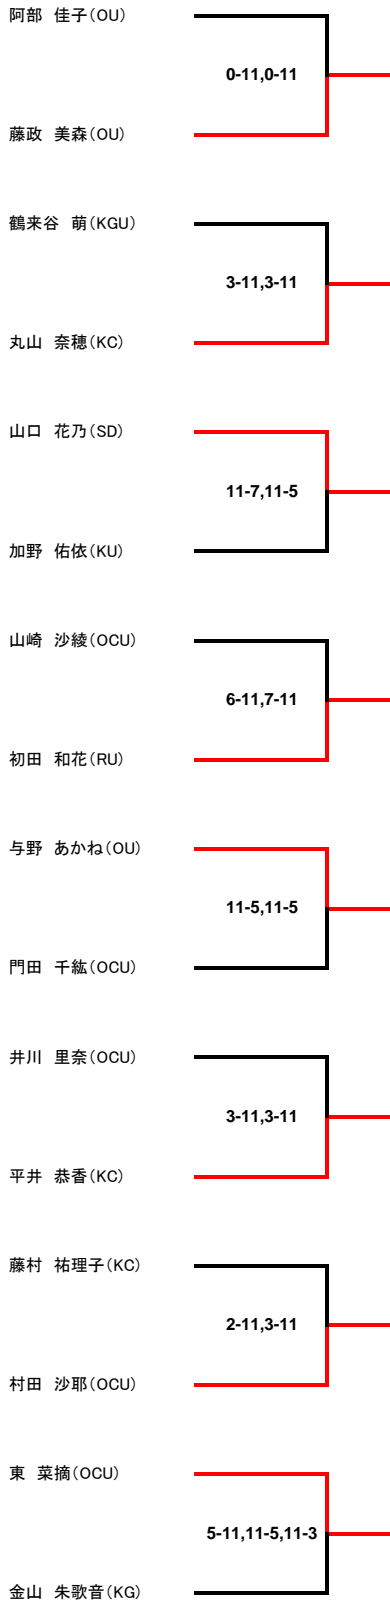 阿部 佳子(OU)
0-11,0-11
藤政 美森(OU)
鶴来谷 萌(KGU)
3-11,3-11
丸山 奈穂(KC)
山口 花乃(SD)
11-7,11-5
加野 佑依(KU)
山崎 沙綾(OCU)
6-11,7-11
初田 和花(RU)
与野 あかね(OU)
11-5,11-5
門田 千紘(OCU)
井川 里奈(OCU)
3-11,3-11
平井 恭香(KC)
藤村 祐理子(KC)
2-11,3-11
村田 沙耶(OCU)
東 菜摘(OCU)
5-11,11-5,11-3
金山 朱歌音(KG)